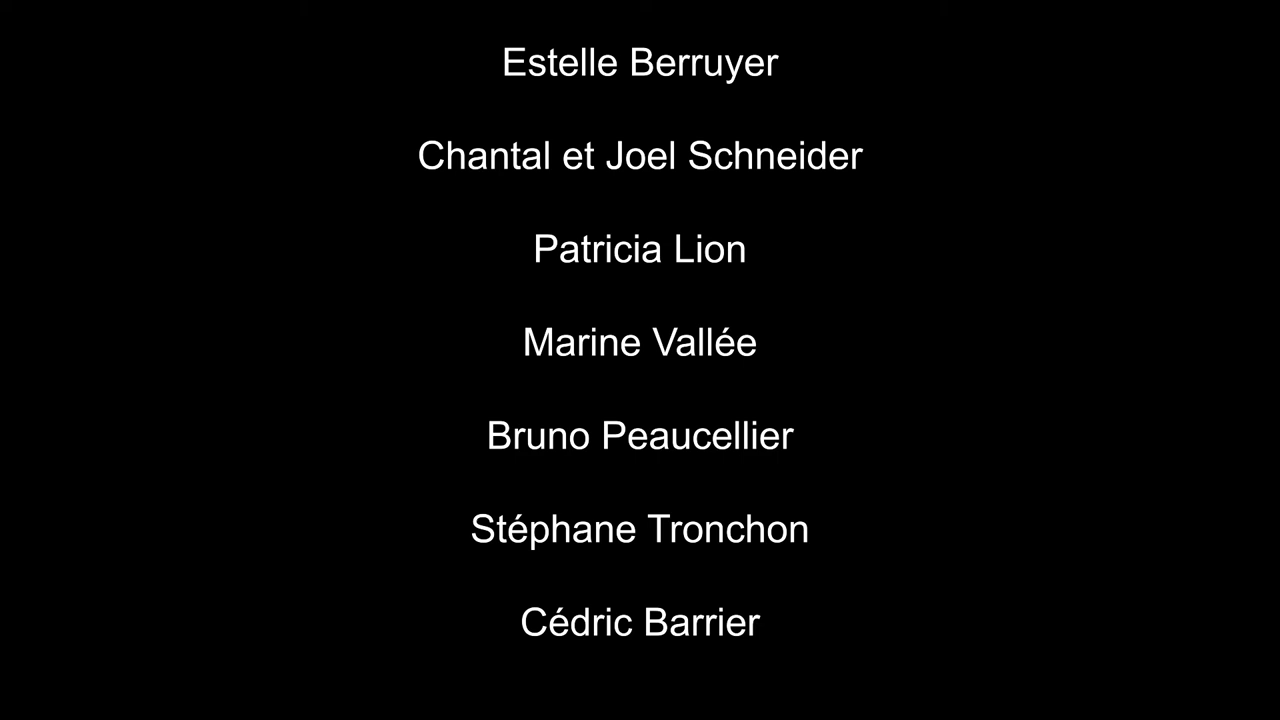 Estelle Berruyer
Chantal et Joel Schneider
Patricia Lion
Marine Vallée
Bruno Peaucellier
Stéphane Tronchon
Cédric Barrier